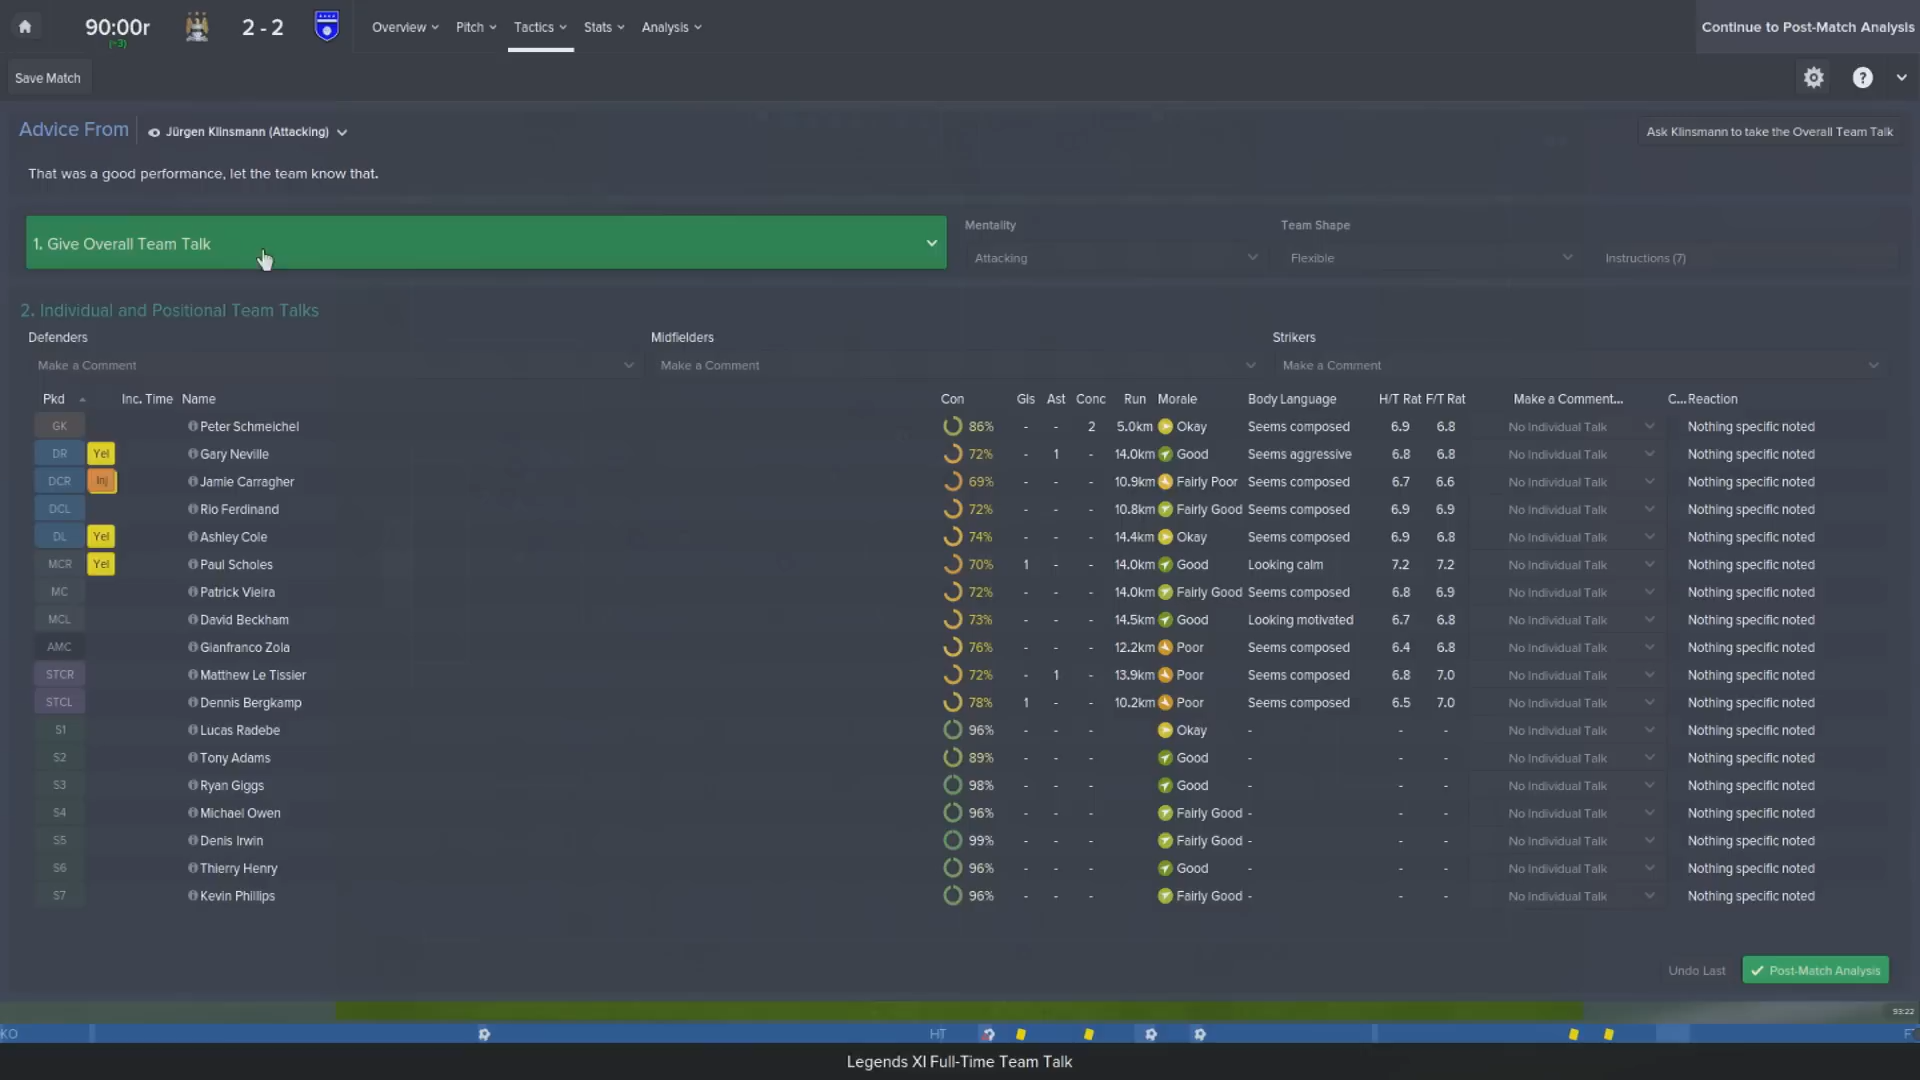 90:00r 2 - 2 Overview Pitch Tactics Stats Analysis Continue to Post-Match Analysis
(+3)
Save Match ?
Advice From Jürgen Klinsmann (Attacking) Ask Klinsmann to take the Overall Team Talk
That was a good performance, let the team know that.
Mentality Team Shape
1. Give Overall Team Talk
Attacking Flexible Instructions (7)
2. Individual and Positional Team Talks
Defenders Midfielders Strikers
Make a Comment Make a Comment Make a Comment
Pkd Inc. Time Name Con Gls Ast Conc Run Morale Body Language H/T Rat F/T Rat Make a Comment... C... Reaction
GK Peter Schmeichel 86% - - 2 5.0km Okay Seems composed 6.9 6.8 No Individual Talk Nothing specific noted
DR Yel Gary Neville 72% - 1 - 14.0km Good Seems aggressive 6.8 6.8 No Individual Talk Nothing specific noted
DCR Inj Jamie Carragher 69% - - - 10.9km Fairly Poor Seems composed 6.7 6.6 No Individual Talk Nothing specific noted
DCL Rio Ferdinand 72% - - - 10.8km Fairly Good Seems composed 6.9 6.9 No Individual Talk Nothing specific noted
DL Yel Ashley Cole 74% - - - 14.4km Okay Seems composed 6.9 6.8 No Individual Talk Nothing specific noted
MCR Yel Paul Scholes 70% 1 - - 14.0km Good Looking calm 7.2 7.2 No Individual Talk Nothing specific noted
MC Patrick Vieira 72% - - - 14.0km Fairly Good Seems composed 6.8 6.9 No Individual Talk Nothing specific noted
MCL David Beckham 73% - - - 14.5km Good Looking motivated 6.7 6.8 No Individual Talk Nothing specific noted
AMC Gianfranco Zola 76% - - - 12.2km Poor Seems composed 6.4 6.8 No Individual Talk Nothing specific noted
STCR Matthew Le Tissier 72% - 1 - 13.9km Poor Seems composed 6.8 7.0 No Individual Talk Nothing specific noted
STCL Dennis Bergkamp 78% 1 - - 10.2km Poor Seems composed 6.5 7.0 No Individual Talk Nothing specific noted
S1 Lucas Radebe 96% - - - Okay - - - No Individual Talk Nothing specific noted
S2 Tony Adams 89% - - - Good - - - No Individual Talk Nothing specific noted
S3 Ryan Giggs 98% - - - Good - - - No Individual Talk Nothing specific noted
S4 Michael Owen 96% - - - Fairly Good - - - No Individual Talk Nothing specific noted
S5 Denis Irwin 99% - - - Fairly Good - - - No Individual Talk Nothing specific noted
S6 Thierry Henry 96% - - - Good - - - No Individual Talk Nothing specific noted
S7 Kevin Phillips 96% - - - Fairly Good - - - No Individual Talk Nothing specific noted
Undo Last Post-Match Analysis
93:22
KO HT F
Legends XI Full-Time Team Talk